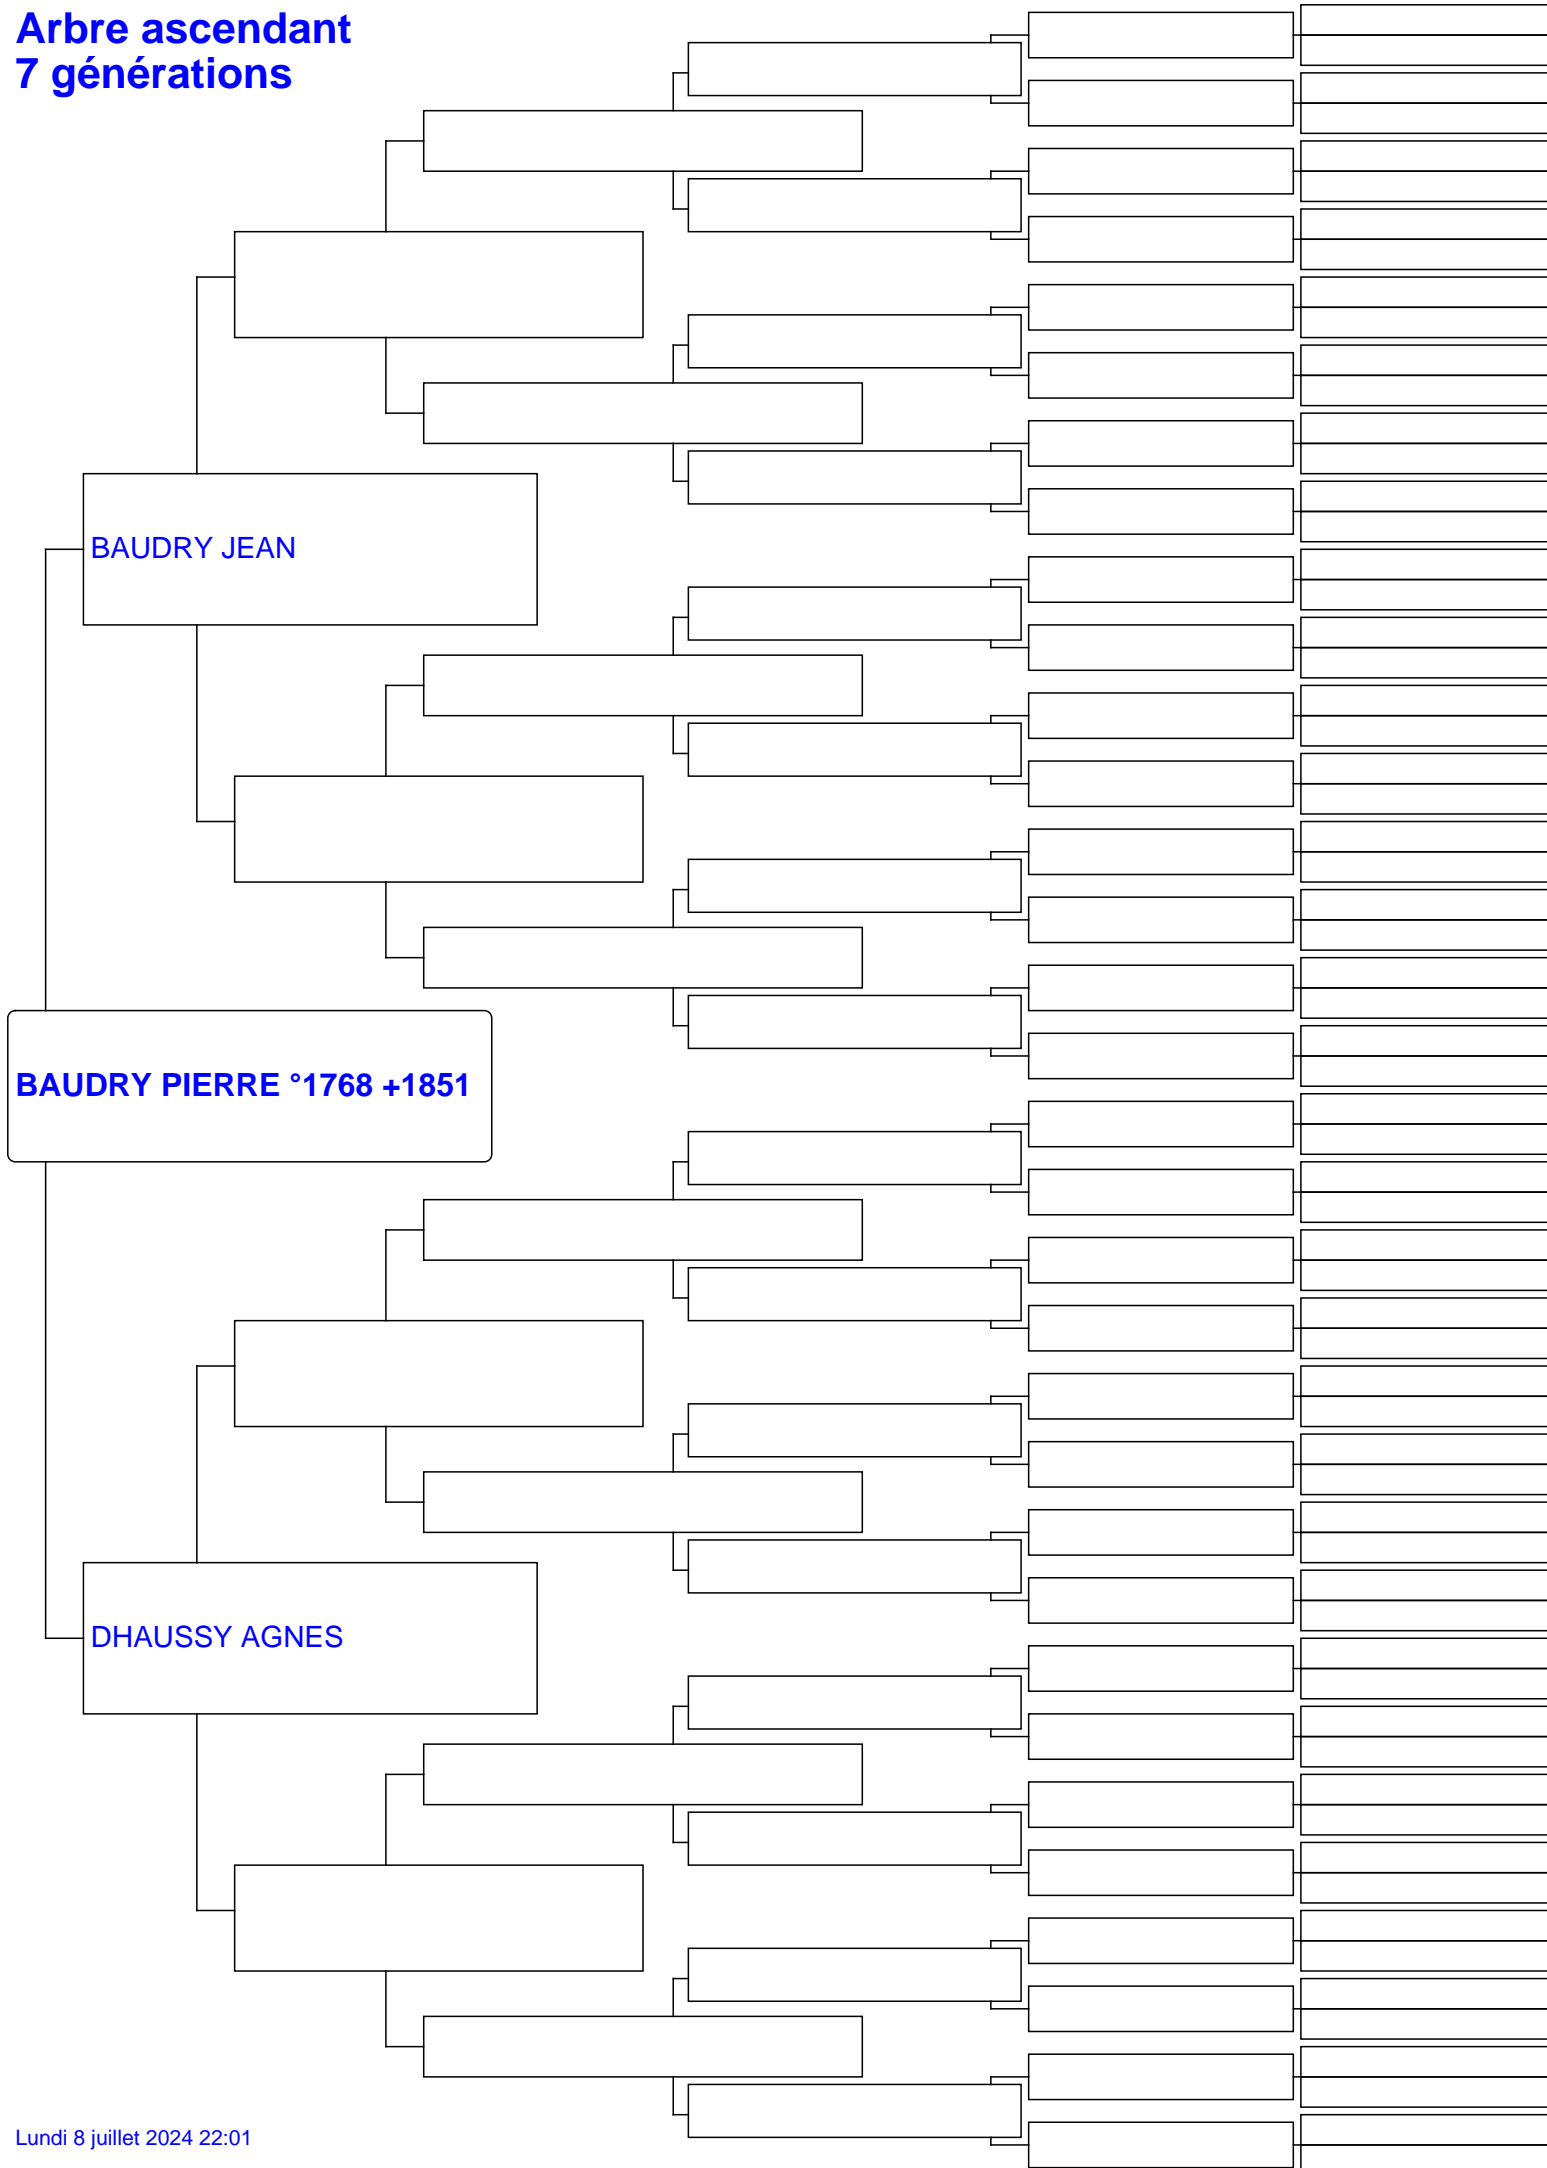 Arbre ascendant
7 générations
BAUDRY JEAN
BAUDRY PIERRE °1768 +1851
DHAUSSY AGNES
Lundi 8 juillet 2024 22:01